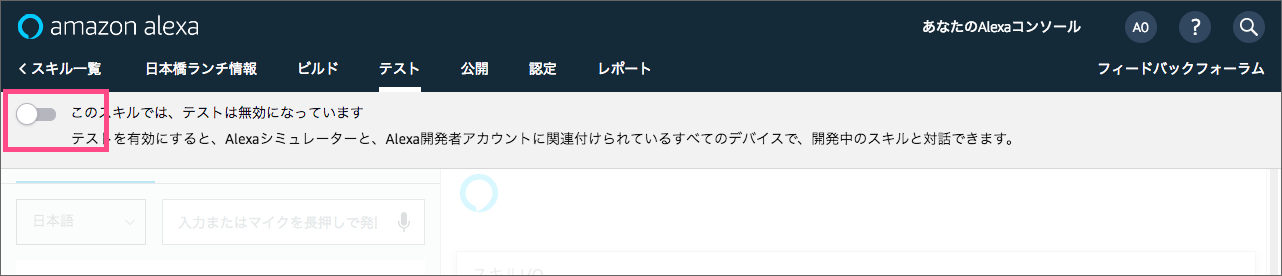 amazon alexa
あなたのAlexaコンソール
A0
?
く スキル一覧
日本橋ランチ情報
ビルド
テスト
公開
認定
レポート
フィードバックフォーラム
このスキルでは、テストは無効になっています
テストを有効にすると、Alexaシミュレーターと、Alexa開発者アカウントに関連付けられているすべてのデバイスで、開発中のスキルと対話できます。
日本語
入力またはマイクを長押しで発
スキルI/O